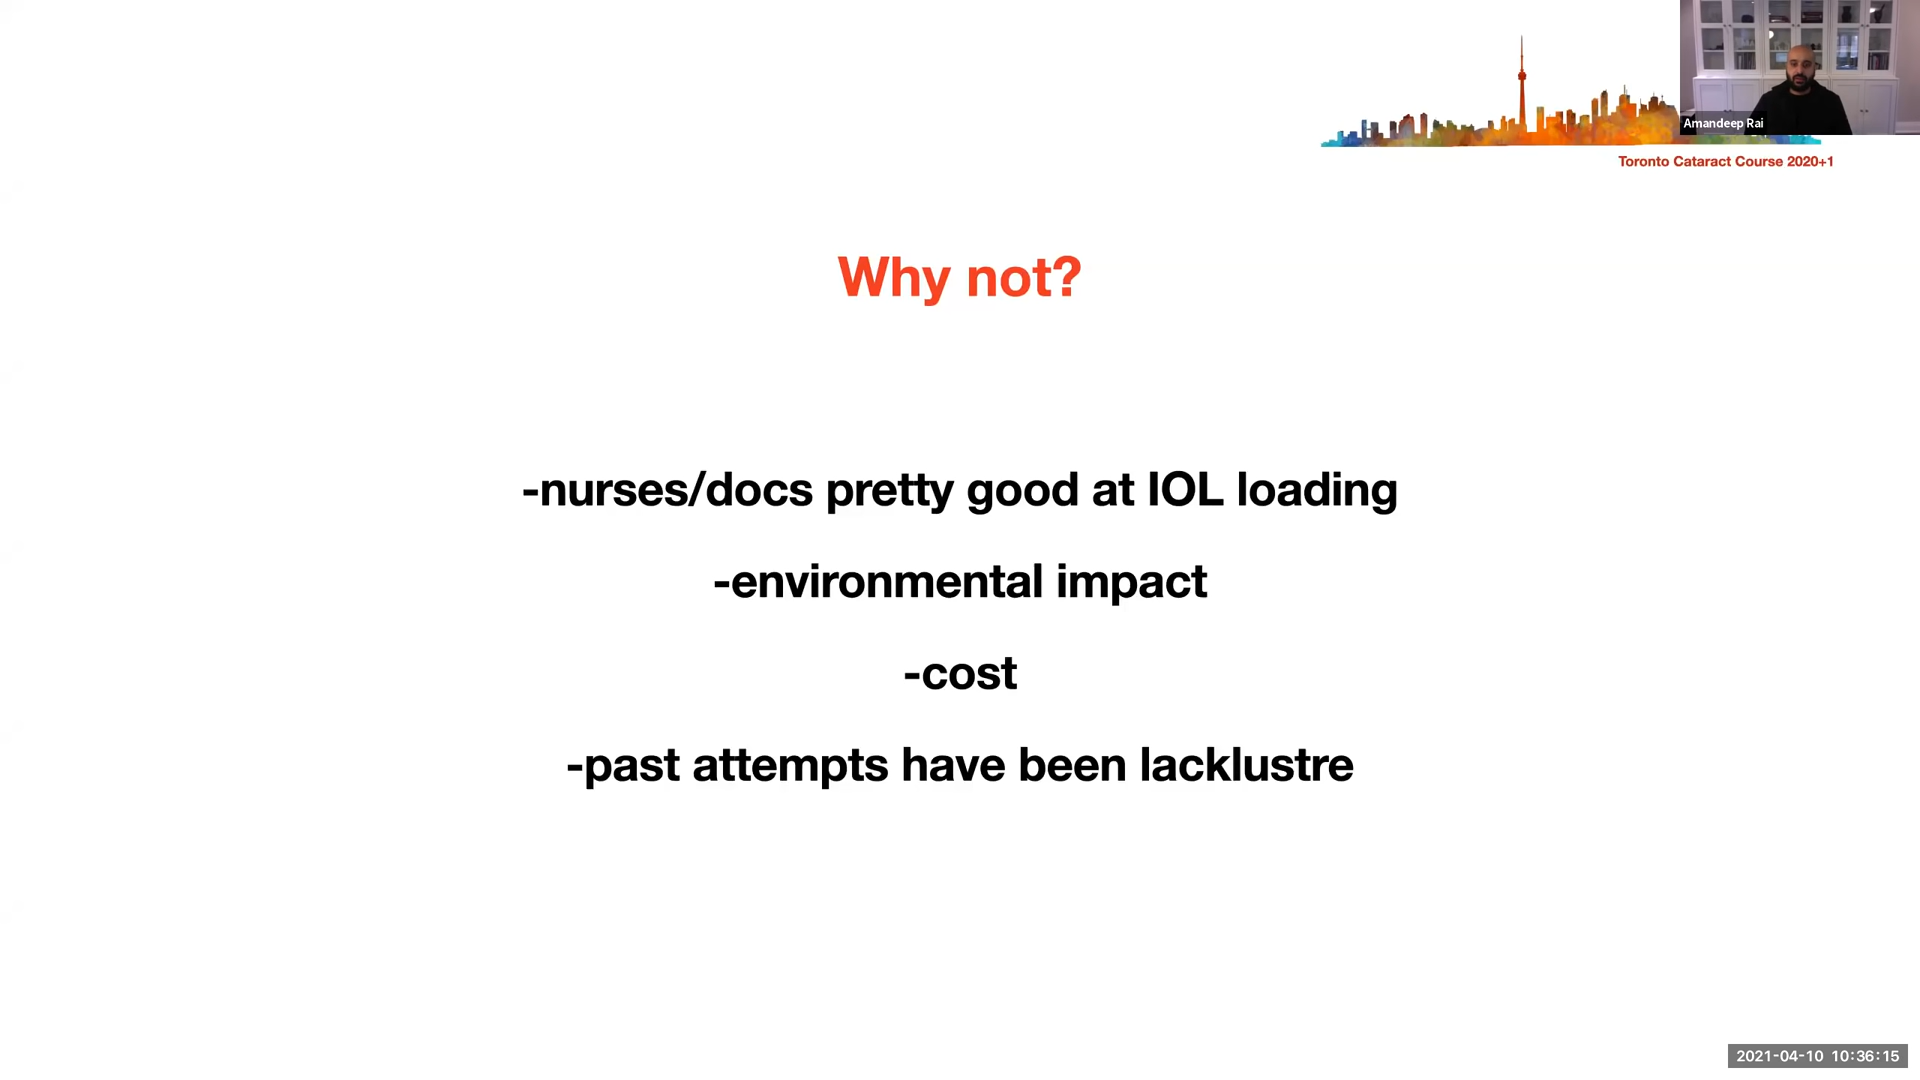 Amandeep Rai
Toronto Cataract Course 2020+1
Why not?
-nurses/docs pretty good at IOL loading
-environmental impact
-cost
-past attempts have been lacklustre
2021-04-10 10:36:15